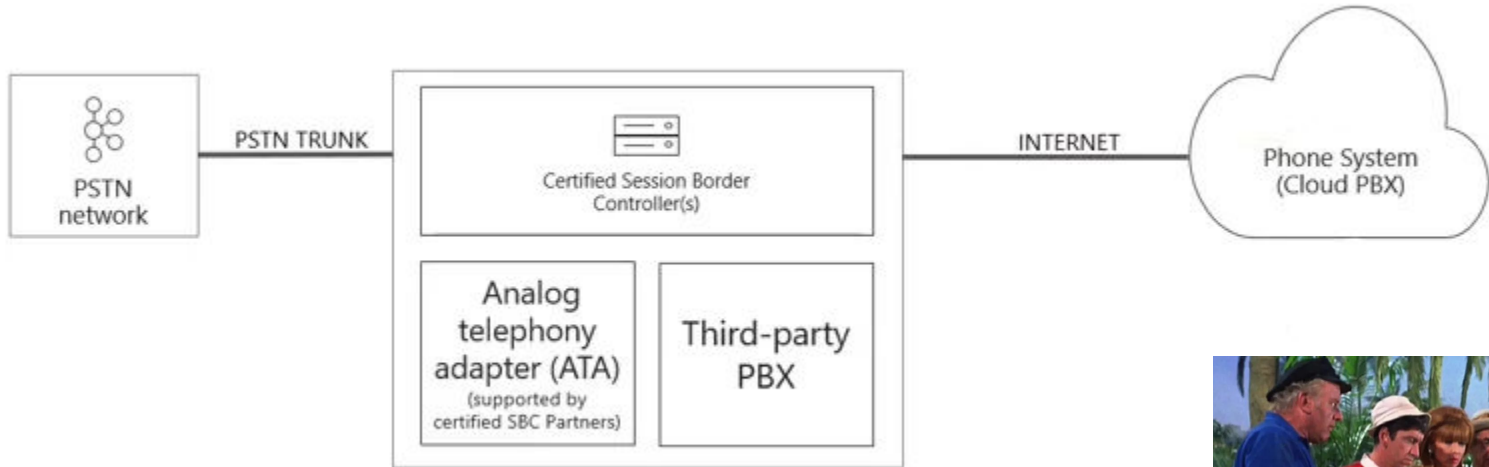 PSTN
network
PSTN TRUNK
Certified Session Border
Controller(s)
Analog
telephony
adapter (ATA)
(supported by
certified SBC Partners)
Third-party
PBX
INTERNET
Phone System
(Cloud PBX)